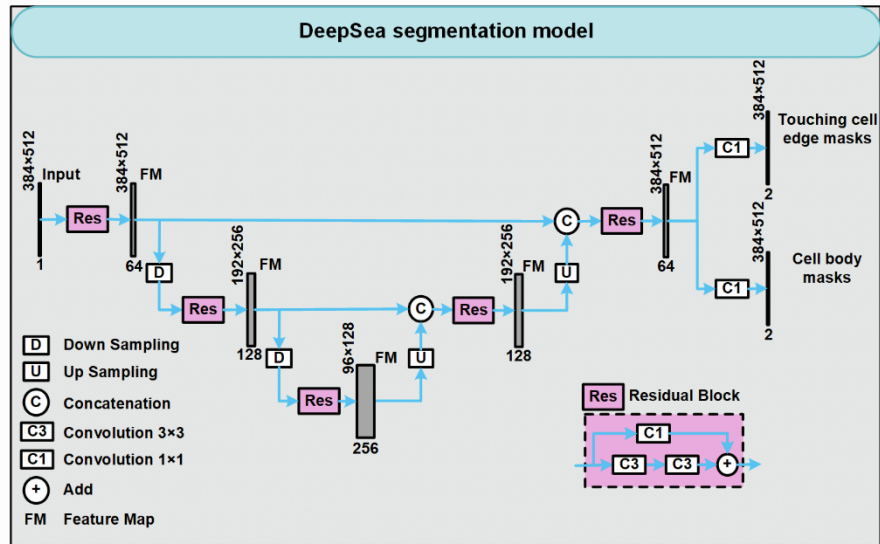 DeepSea segmentation model
384×512
Input
1
Res
384×512
FM
64
D
Res
192×256
FM
128
D
Res
96×128
FM
256
U
C
Res
192×256
FM
128
U
C
Res
384×512
FM
64
C1
384×512
2
Touching cell
edge masks
C1
384×512
2
Cell body
masks
D Down Sampling
U Up Sampling
C Concatenation
C3 Convolution 3×3
C1 Convolution 1×1
+ Add
FM Feature Map
Res Residual Block
C1
C3 C3 +